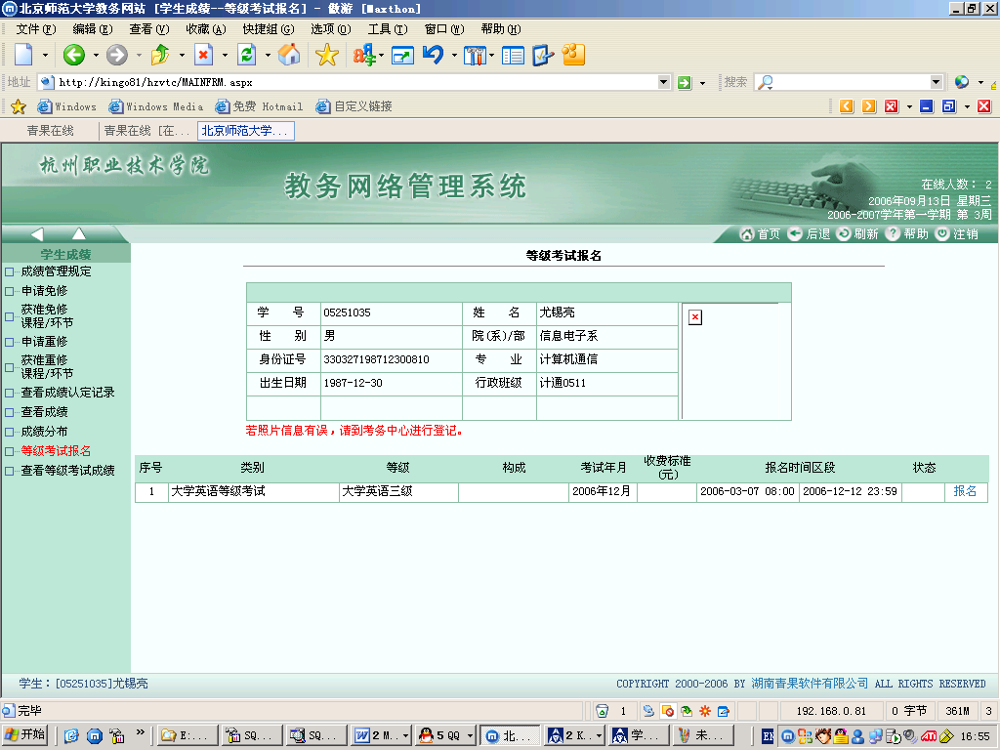 北京师范大学教务网站 [学生成绩--等级考试报名] - 傲游 [Maxthon]
文件(F) 编辑(E) 查看(V) 收藏(A) 快捷组(G) 选项(O) 工具(T) 窗口(W) 帮助(H)
地址 http://kingo81/hzvtc/MAINFRM.aspx 搜索
Windows Windows Media 免费 Hotmail 自定义链接
青果在线 青果在线 [在... 北京师范大学...
杭州职业技术学院
教务网络管理系统
在线人数: 2
2006年09月13日 星期三
2006-2007学年第一学期 第 3周
首页 后退 刷新 帮助 注销
学生成绩
成绩管理规定
申请免修
获准免修
课程/环节
申请重修
获准重修
课程/环节
查看成绩认定记录
查看成绩
成绩分布
等级考试报名
查看等级考试成绩
等级考试报名
学 号 05251035 姓 名 尤锡亮
性 别 男 院(系)/部 信息电子系
身份证号 330327198712300810 专 业 计算机通信
出生日期 1987-12-30 行政班级 计通0511
若照片信息有误,请到考务中心进行登记。
序号 类别 等级 构成 考试年月 收费标准(元) 报名时间区段 状态
1 大学英语等级考试 大学英语三级 2006年12月 2006-03-07 08:00 2006-12-12 23:59 报名
学生:[05251035]尤锡亮 COPYRIGHT 2000-2006 BY 湖南青果软件有限公司 ALL RIGHTS RESERVED
完毕 1 192.168.0.81 0 字节 361M 3
开始 » E:... SQ... SQ... 2 M... 5 QQ 北... 2 K... 学... 未... EN 16:55